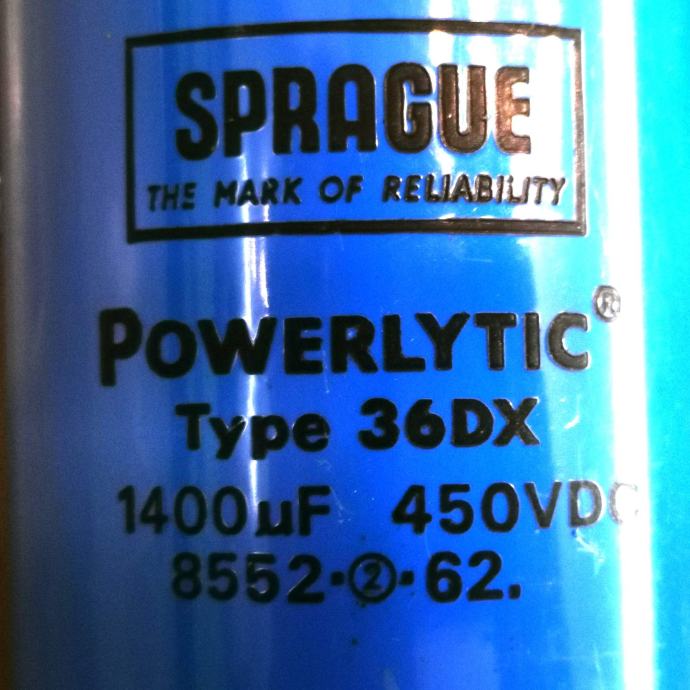 SPRAGUE
THE MARK OF RELIABILITY
POWERLYTIC®
Type 36DX
1400µF 450VDC
8552·②·62.